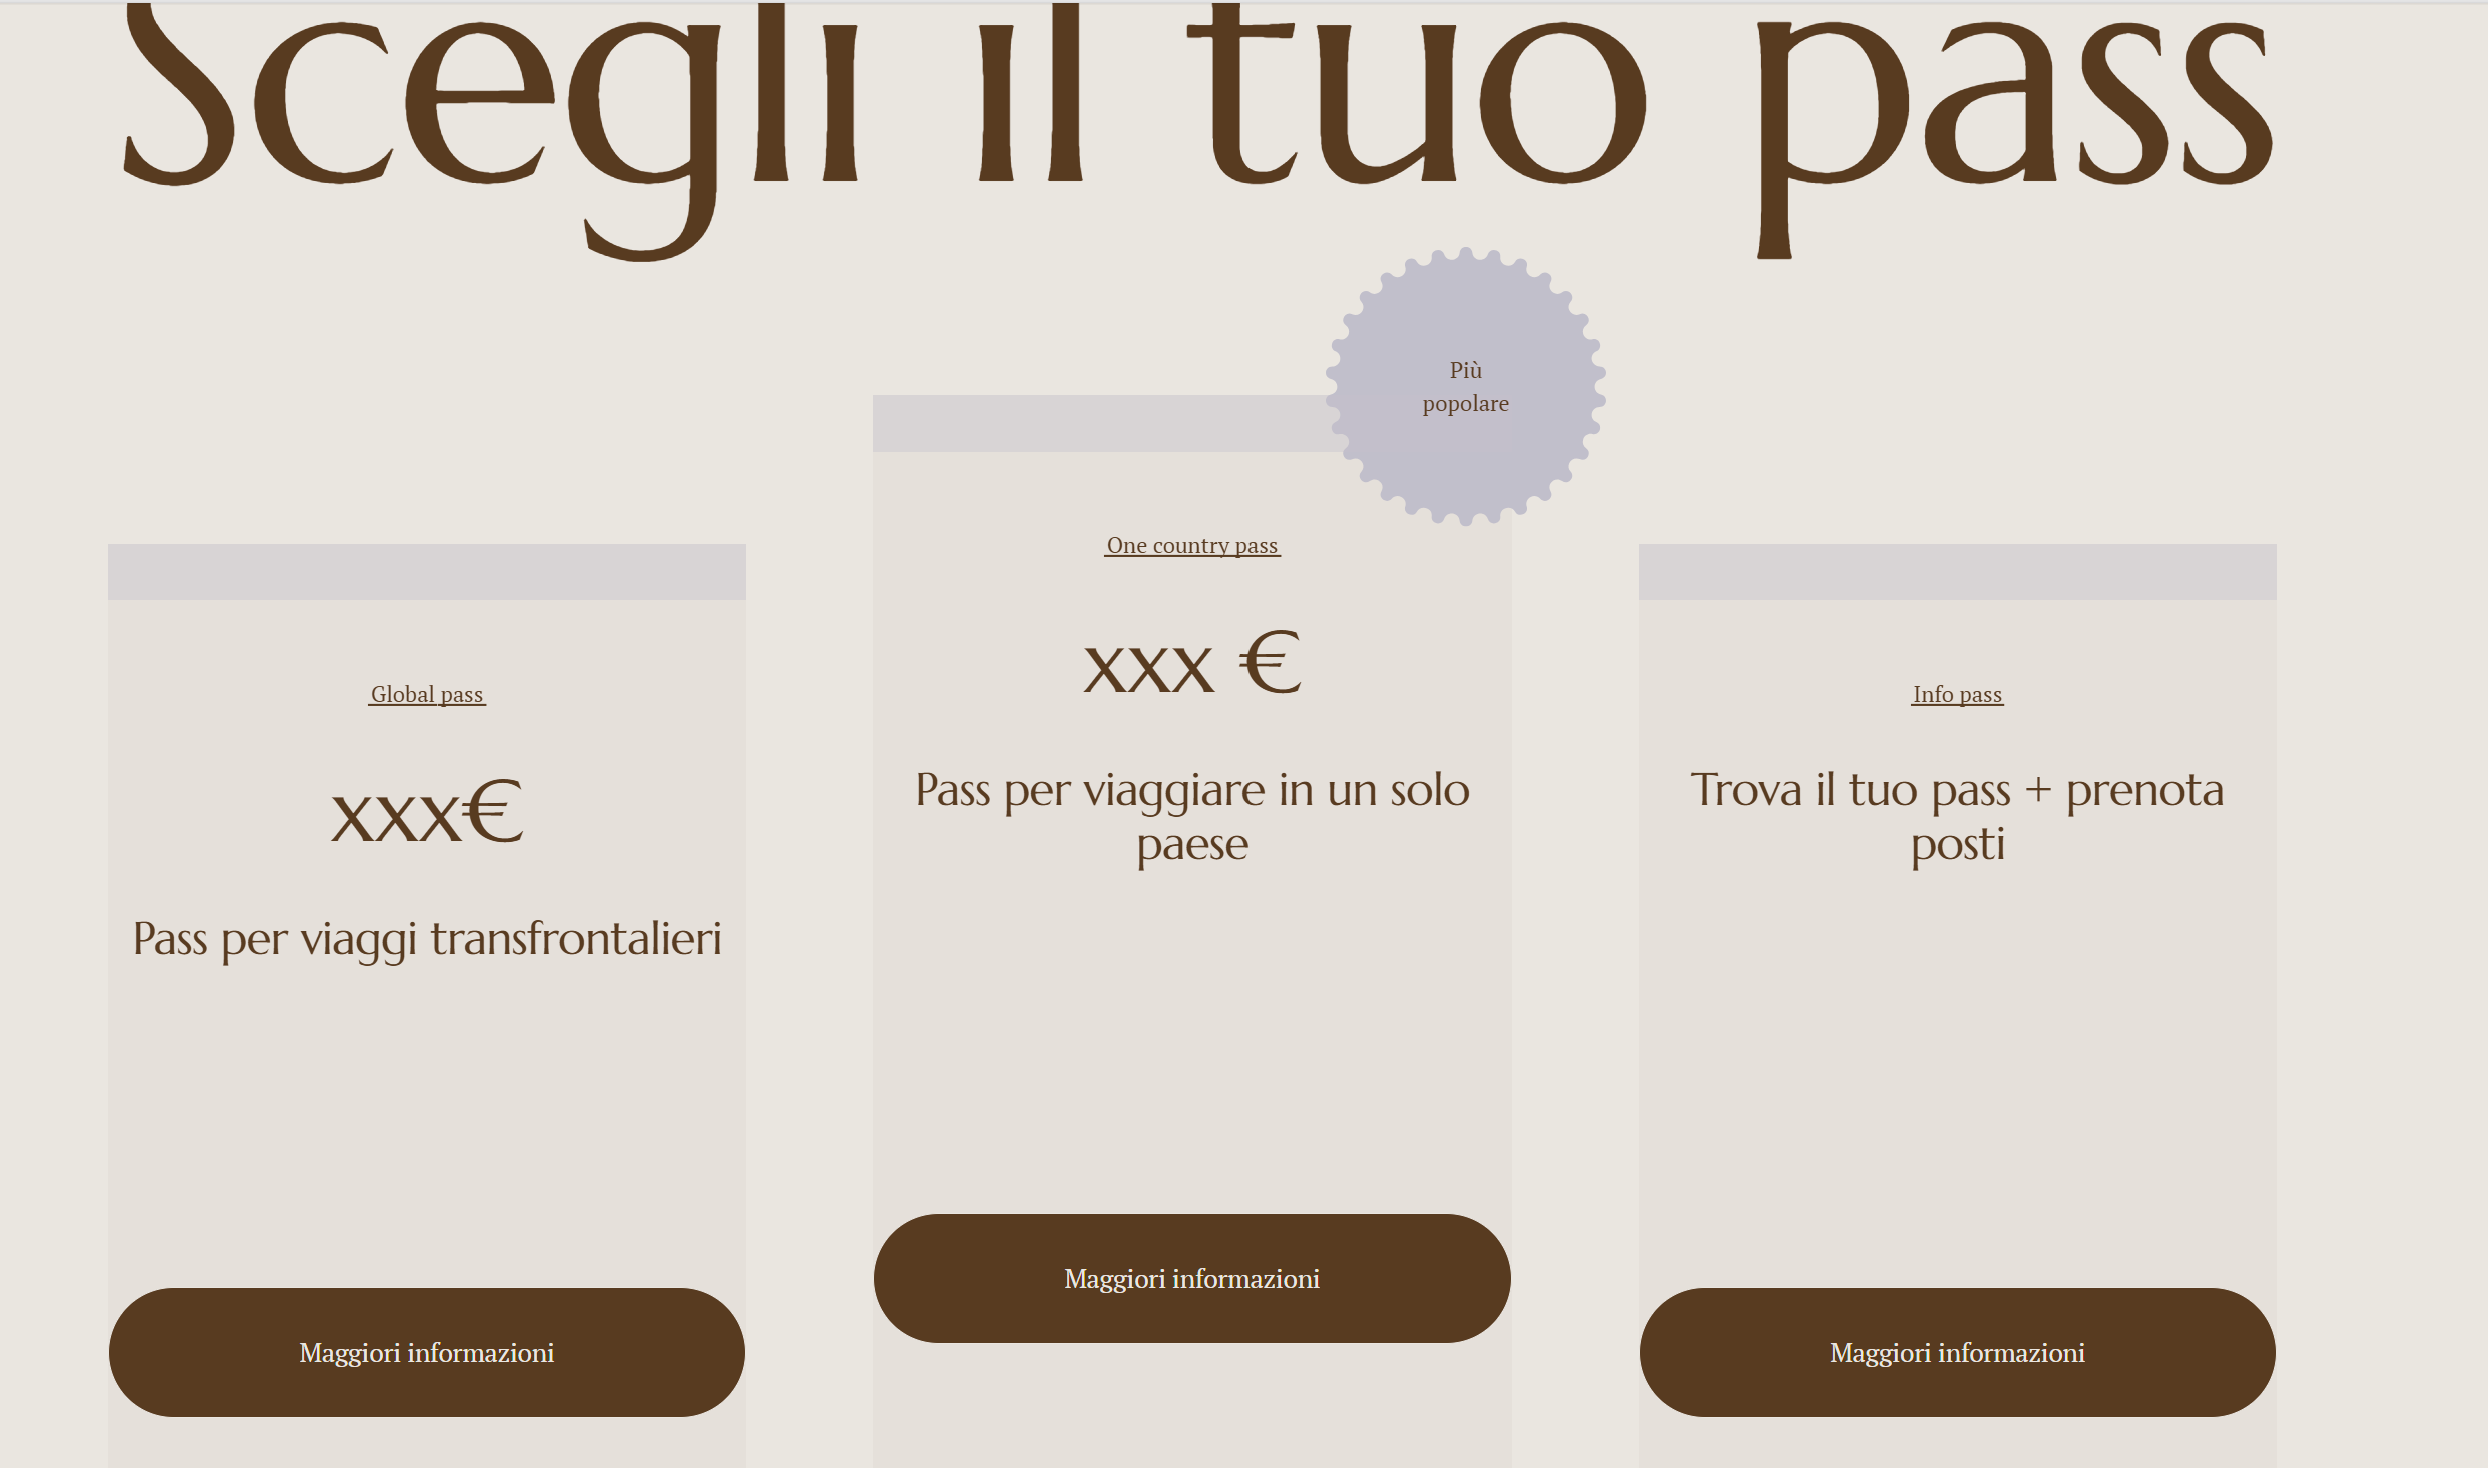 Scegli il tuo pass
Più
popolare
Global pass
xxx€
Pass per viaggi transfrontalieri
Maggiori informazioni
One country pass
xxx €
Pass per viaggiare in un solo
paese
Maggiori informazioni
Info pass
Trova il tuo pass + prenota
posti
Maggiori informazioni